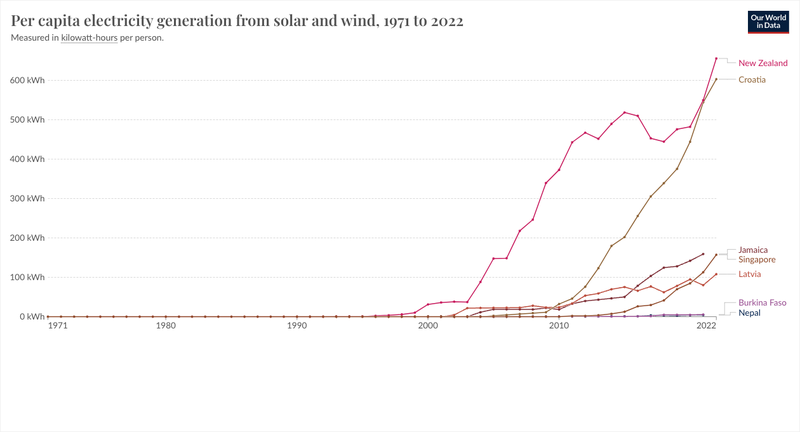 Per capita electricity generation from solar and wind, 1971 to 2022
Our World
in Data
Measured in kilowatt-hours per person.
600 kWh
500 kWh
400 kWh
300 kWh
200 kWh
100 kWh
0 kWh
1971
1980
1990
2000
2010
2022
New Zealand
Croatia
Jamaica
Singapore
Latvia
Burkina Faso
Nepal